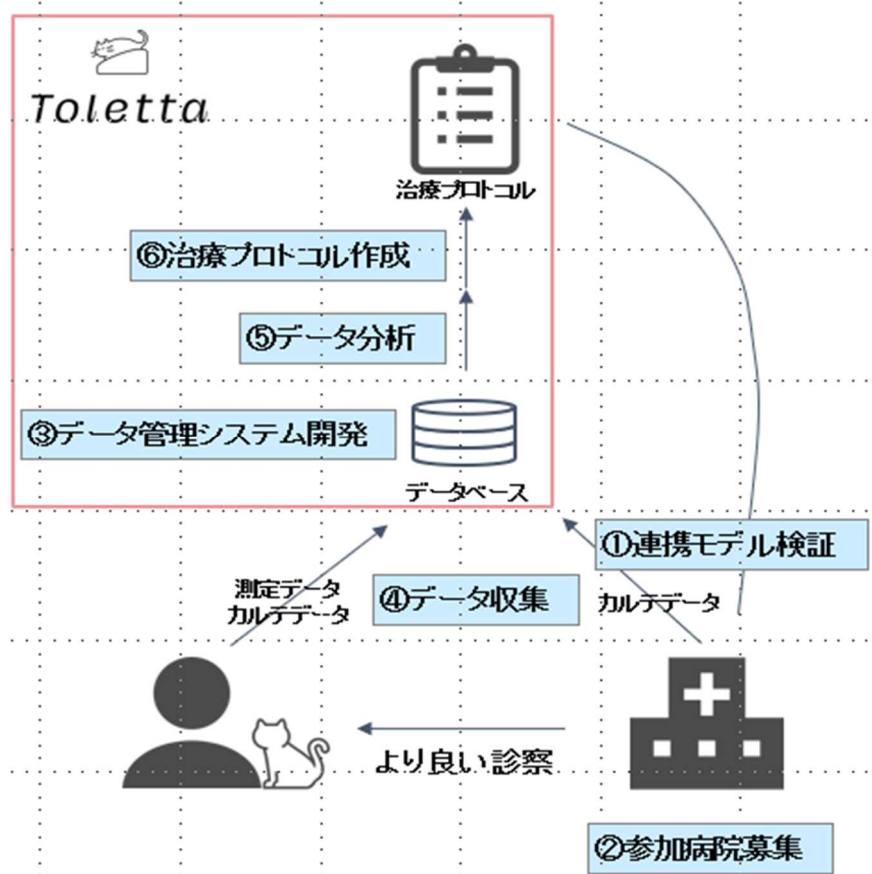 Toletta
治療プロトコル
⑥治療プロトコル作成
⑤データ分析
③データ管理システム開発
データベース
①連携モデル検証
測定データ
カルテデータ
④データ収集
カルテデータ
より良い診察
②参加病院募集